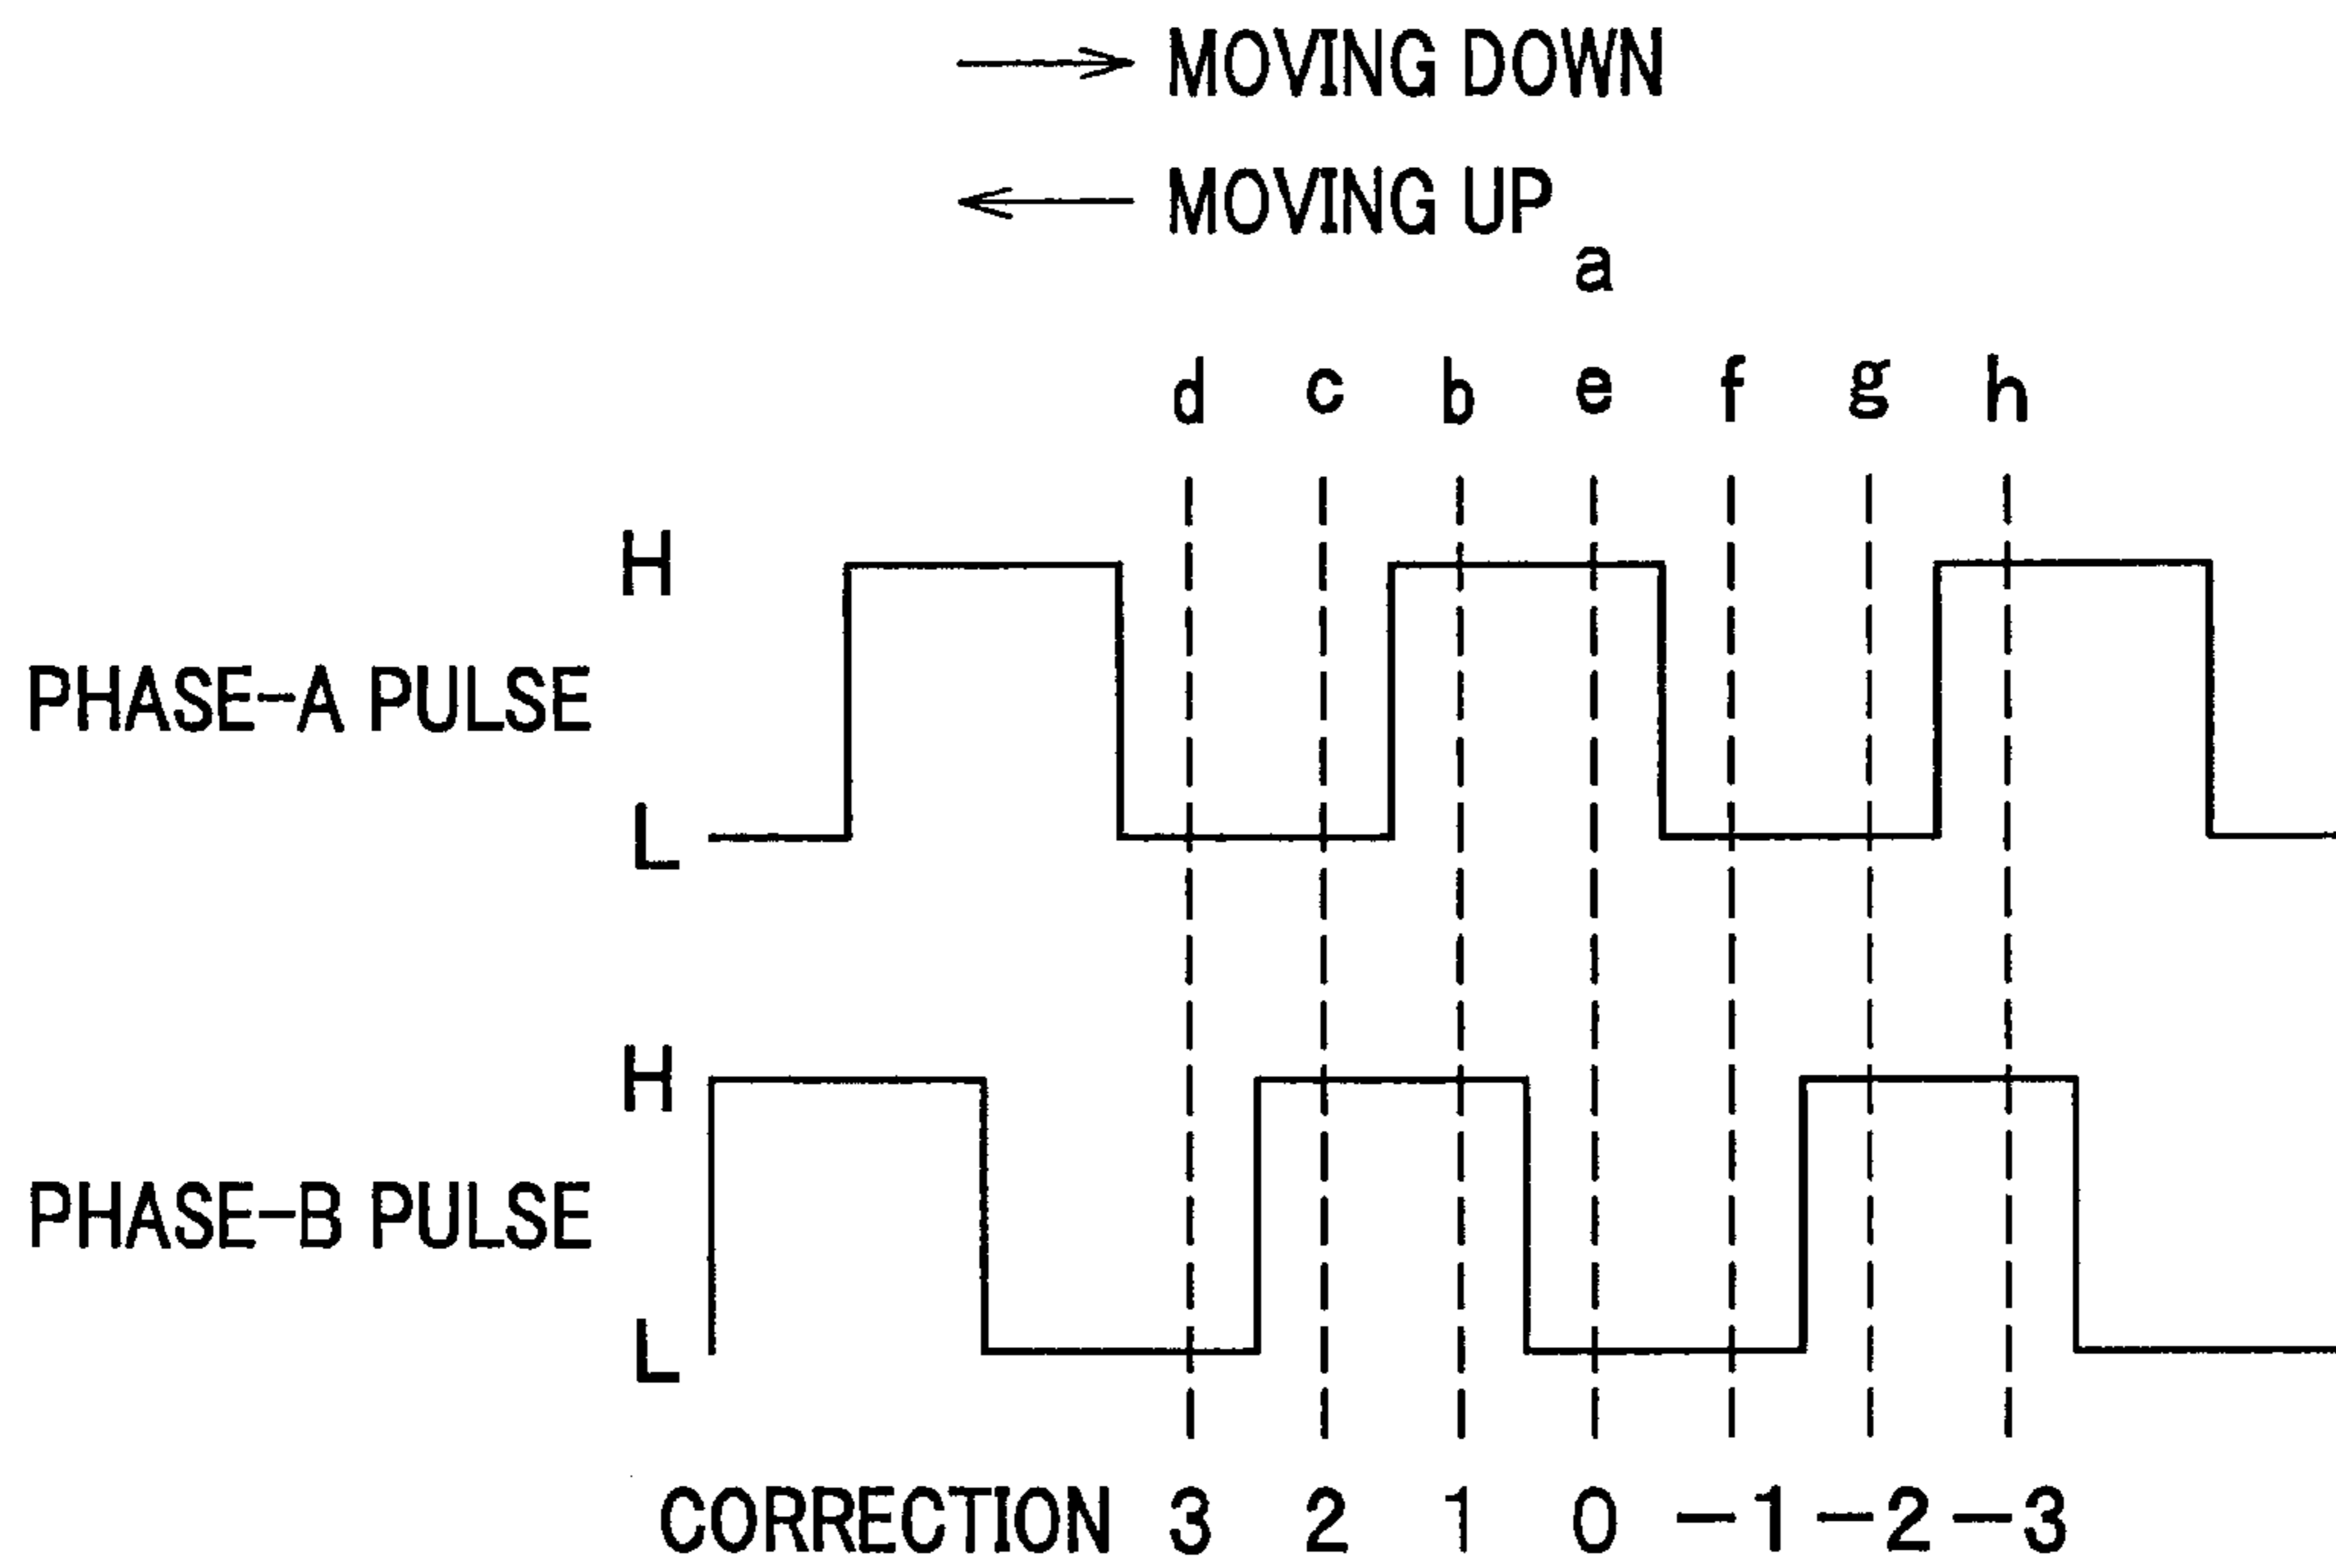 MOVING DOWN
MOVING UP
a
d c b e f g h
H
PHASE-A PULSE
L
H
PHASE-B PULSE
L
CORRECTION 3 2 1 0 -1 -2 -3